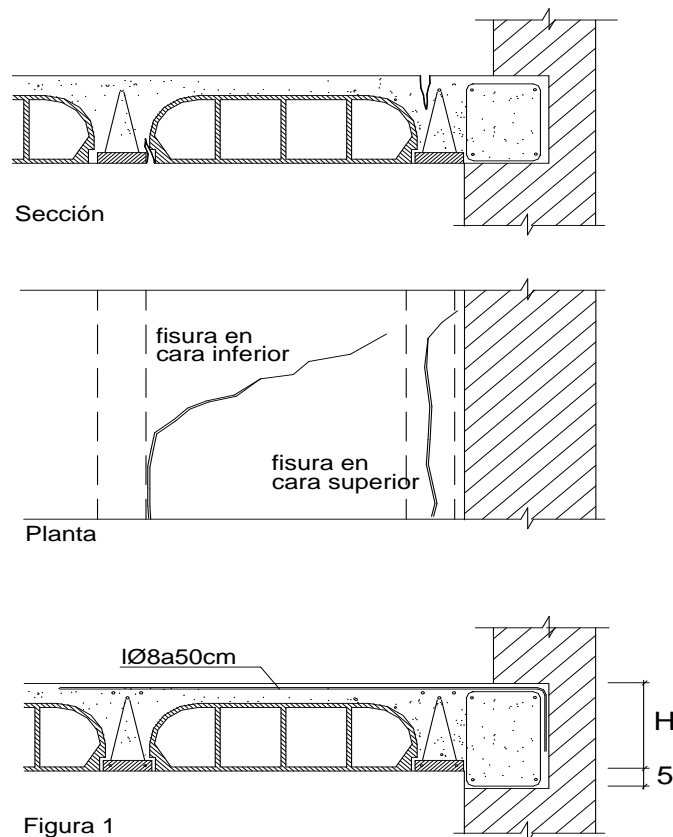 Sección
fisura en
cara inferior
fisura en
cara superior
Planta
IØ8a50cm
H
5
Figura 1